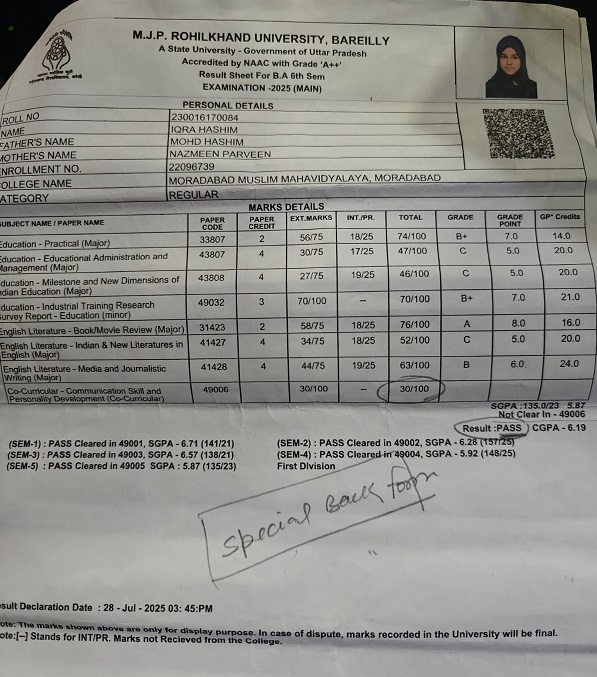 M.J.P. ROHILKHAND UNIVERSITY, BAREILLY
A State University - Government of Uttar Pradesh
Accredited by NAAC with Grade 'A++'
Result Sheet For B.A 6th Sem
EXAMINATION -2025 (MAIN)
PERSONAL DETAILS
ROLL NO 230016170084
NAME IQRA HASHIM
FATHER'S NAME MOHD HASHIM
MOTHER'S NAME NAZMEEN PARVEEN
ENROLLMENT NO. 22096739
COLLEGE NAME MORADABAD MUSLIM MAHAVIDYALAYA, MORADABAD
CATEGORY REGULAR
MARKS DETAILS
SUBJECT NAME / PAPER NAME PAPER CODE PAPER CREDIT EXT.MARKS INT./PR. TOTAL GRADE GRADE POINT GP* Credits
Education - Practical (Major) 33807 2 56/75 18/25 74/100 B+ 7.0 14.0
Education - Educational Administration and Management (Major) 43807 4 30/75 17/25 47/100 C 5.0 20.0
Education - Milestone and New Dimensions of Indian Education (Major) 43808 4 27/75 19/25 46/100 C 5.0 20.0
Education - Industrial Training Research Survey Report - Education (minor) 49032 3 70/100 -- 70/100 B+ 7.0 21.0
English Literature - Book/Movie Review (Major) 31423 2 58/75 18/25 76/100 A 8.0 16.0
English Literature - Indian & New Literatures in English (Major) 41427 4 34/75 18/25 52/100 C 5.0 20.0
English Literature - Media and Journalistic Writing (Major) 41428 4 44/75 19/25 63/100 B 6.0 24.0
Co-Curricular - Communication Skill and Personality Development (Co-Curricular) 49006 30/100 -- 30/100
SGPA :135.0/23 5.87
Not Clear In - 49006
Result :PASS CGPA - 6.19
(SEM-1) : PASS Cleared in 49001, SGPA - 6.71 (141/21) (SEM-2) : PASS Cleared in 49002, SGPA - 6.28 (157/25)
(SEM-3) : PASS Cleared in 49003, SGPA - 6.57 (138/21) (SEM-4) : PASS Cleared in 49004, SGPA - 5.92 (148/25)
(SEM-5) : PASS Cleared in 49005 SGPA : 5.87 (135/23) First Division
Special Back form
sult Declaration Date : 28 - Jul - 2025 03: 45:PM
ote: The marks shown above are only for display purpose. In case of dispute, marks recorded in the University will be final.
ote:[--] Stands for INT/PR. Marks not Recieved from the College.